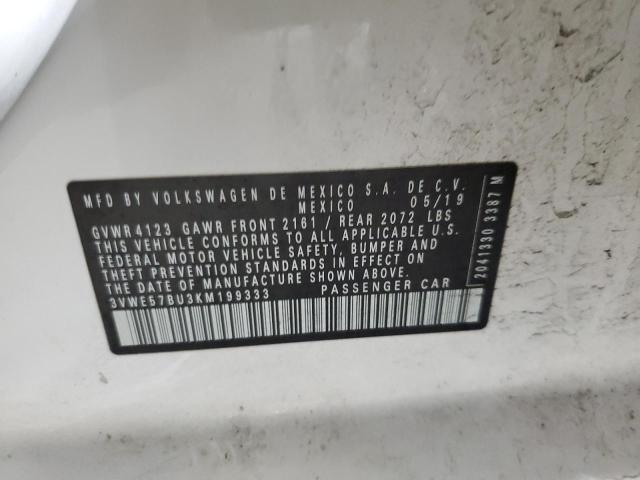 MFD BY VOLKSWAGEN DE MEXICO S.A. DE C.V.
MEXICO 05/19
GVWR4123 GAWR FRONT 2161 / REAR 2072 LBS
THIS VEHICLE CONFORMS TO ALL APPLICABLE U.S.
FEDERAL MOTOR VEHICLE SAFETY, BUMPER AND
THEFT PREVENTION STANDARDS IN EFFECT ON
THE DATE OF MANUFACTURE SHOWN ABOVE.
3VWE57BU3KM199333 PASSENGER CAR
2041330 3387 M